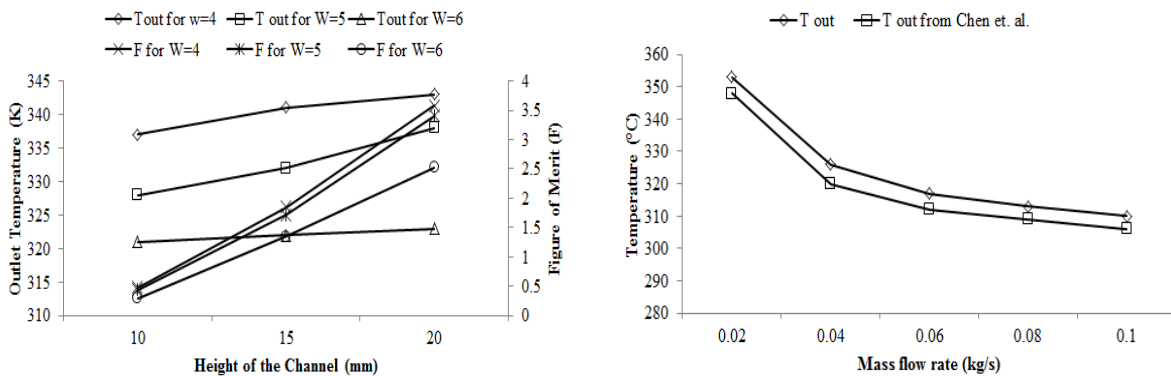 Tout for w=4
T out for W=5
Tout for W=6
F for W=4
F for W=5
F for W=6
345
340
335
330
325
320
315
310
Outlet Temperature (K)
4
3.5
3
2.5
2
1.5
1
0.5
0
Figure of Merit (F)
10
15
20
Height of the Channel (mm)
T out
T out from Chen et. al.
360
350
340
330
320
310
300
290
280
Temperature (°C)
0.02
0.04
0.06
0.08
0.1
Mass flow rate (kg/s)